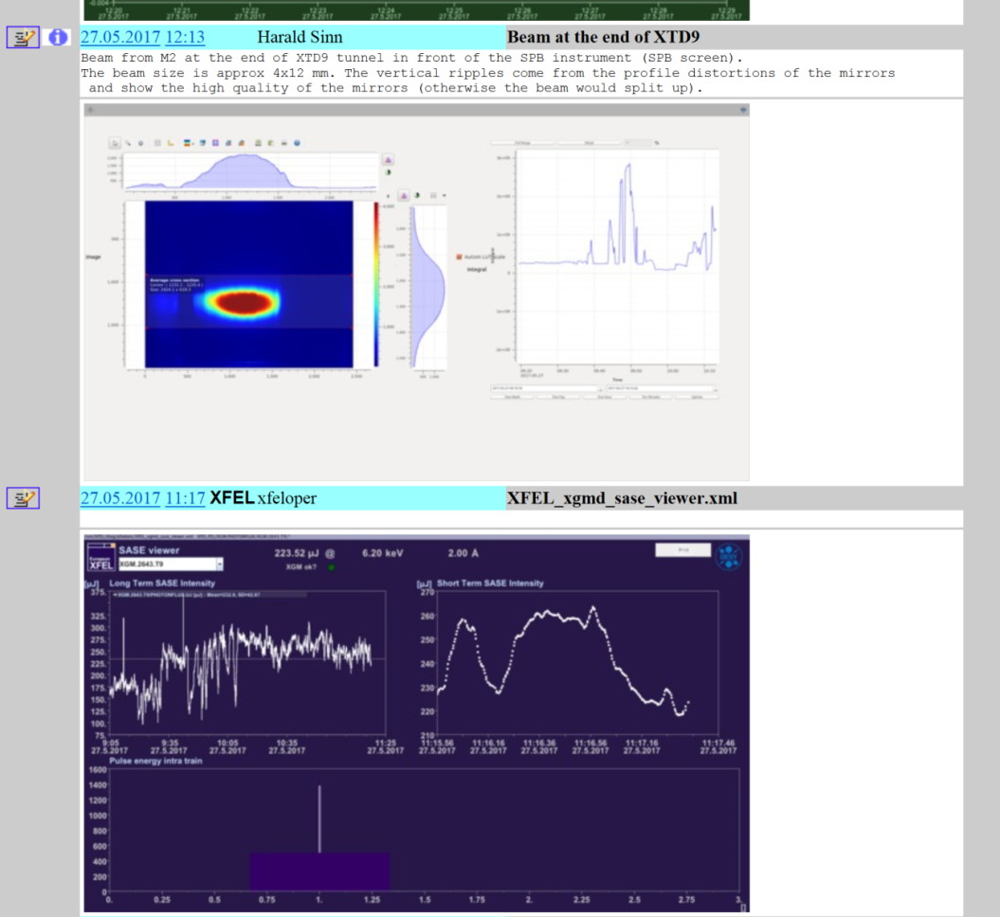 -0.004
12:20 12:21 12:22 12:23 12:24 12:25 12:26 12:27 12:28 12:29
27.5.2017 27.5.2017 27.5.2017 27.5.2017 27.5.2017 27.5.2017 27.5.2017 27.5.2017 27.5.2017 27.5.2017
27.05.2017 12:13 Harald Sinn Beam at the end of XTD9
Beam from M2 at the end of XTD9 tunnel in front of the SPB instrument (SPB screen).
The beam size is approx 4x12 mm. The vertical ripples come from the profile distortions of the mirrors
and show the high quality of the mirrors (otherwise the beam would split up).
Image
Average cross section
Integral
Time
27.05.2017 11:17 XFEL xfeloper XFEL_xgmd_sase_viewer.xml
European XFEL
SASE viewer
XGM.2643.T9
223.52 µJ @ 6.20 keV 2.00 Å
XGM ok?
Print
DESY
[µJ] Long Term SASE Intensity
375.
325.
300.
275.
250.
225.
200.
175.
150.
125.
100.
75.
9:05 9:35 10:05 10:35 11:25
27.5.2017 27.5.2017 27.5.2017 27.5.2017 27.5.2017
[µJ] Short Term SASE Intensity
270
260
250
240
230
220
210
11:15.56 11:16.16 11:16.36 11:16.56 11:17.16 11:17.46
27.5.2017 27.5.2017 27.5.2017 27.5.2017 27.5.2017 27.5.2017
Pulse energy intra train
1600
1400
1200
1000
800
600
400
200
0
0. 0.25 0.5 0.75 1. 1.25 1.5 1.75 2. 2.25 2.5 2.75 3.
[]